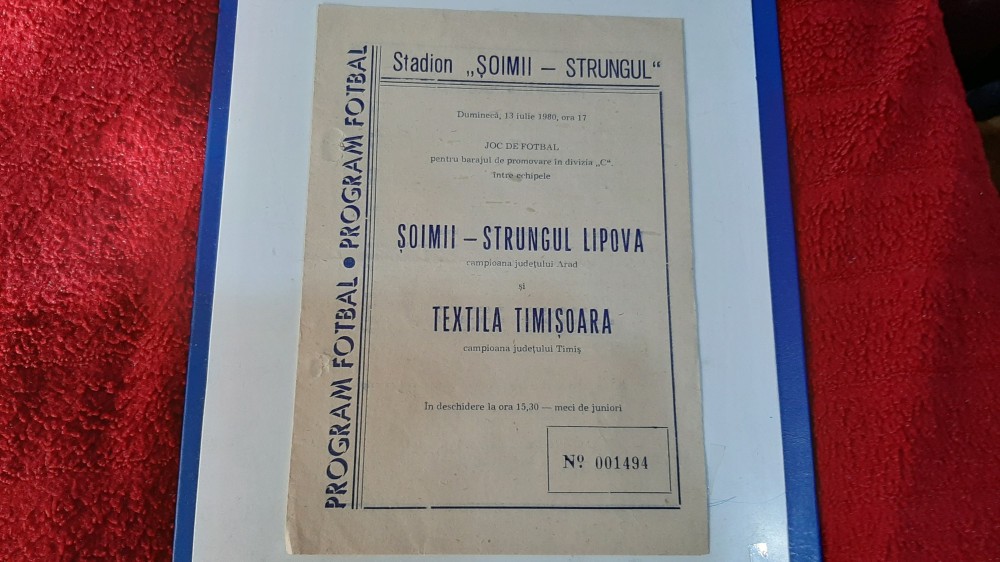 PROGRAM FOTBAL ● PROGRAM FOTBAL
Stadion „ȘOIMII — STRUNGUL“
Duminecă, 13 iulie 1980, ora 17
JOC DE FOTBAL
pentru barajul de promovare în divizia „C“.
între echipele
ȘOIMII — STRUNGUL LIPOVA
campioana județului Arad
și
TEXTILA TIMIȘOARA
campioana județului Timiș
In deschidere la ora 15,30 — meci de juniori
Nº 001494